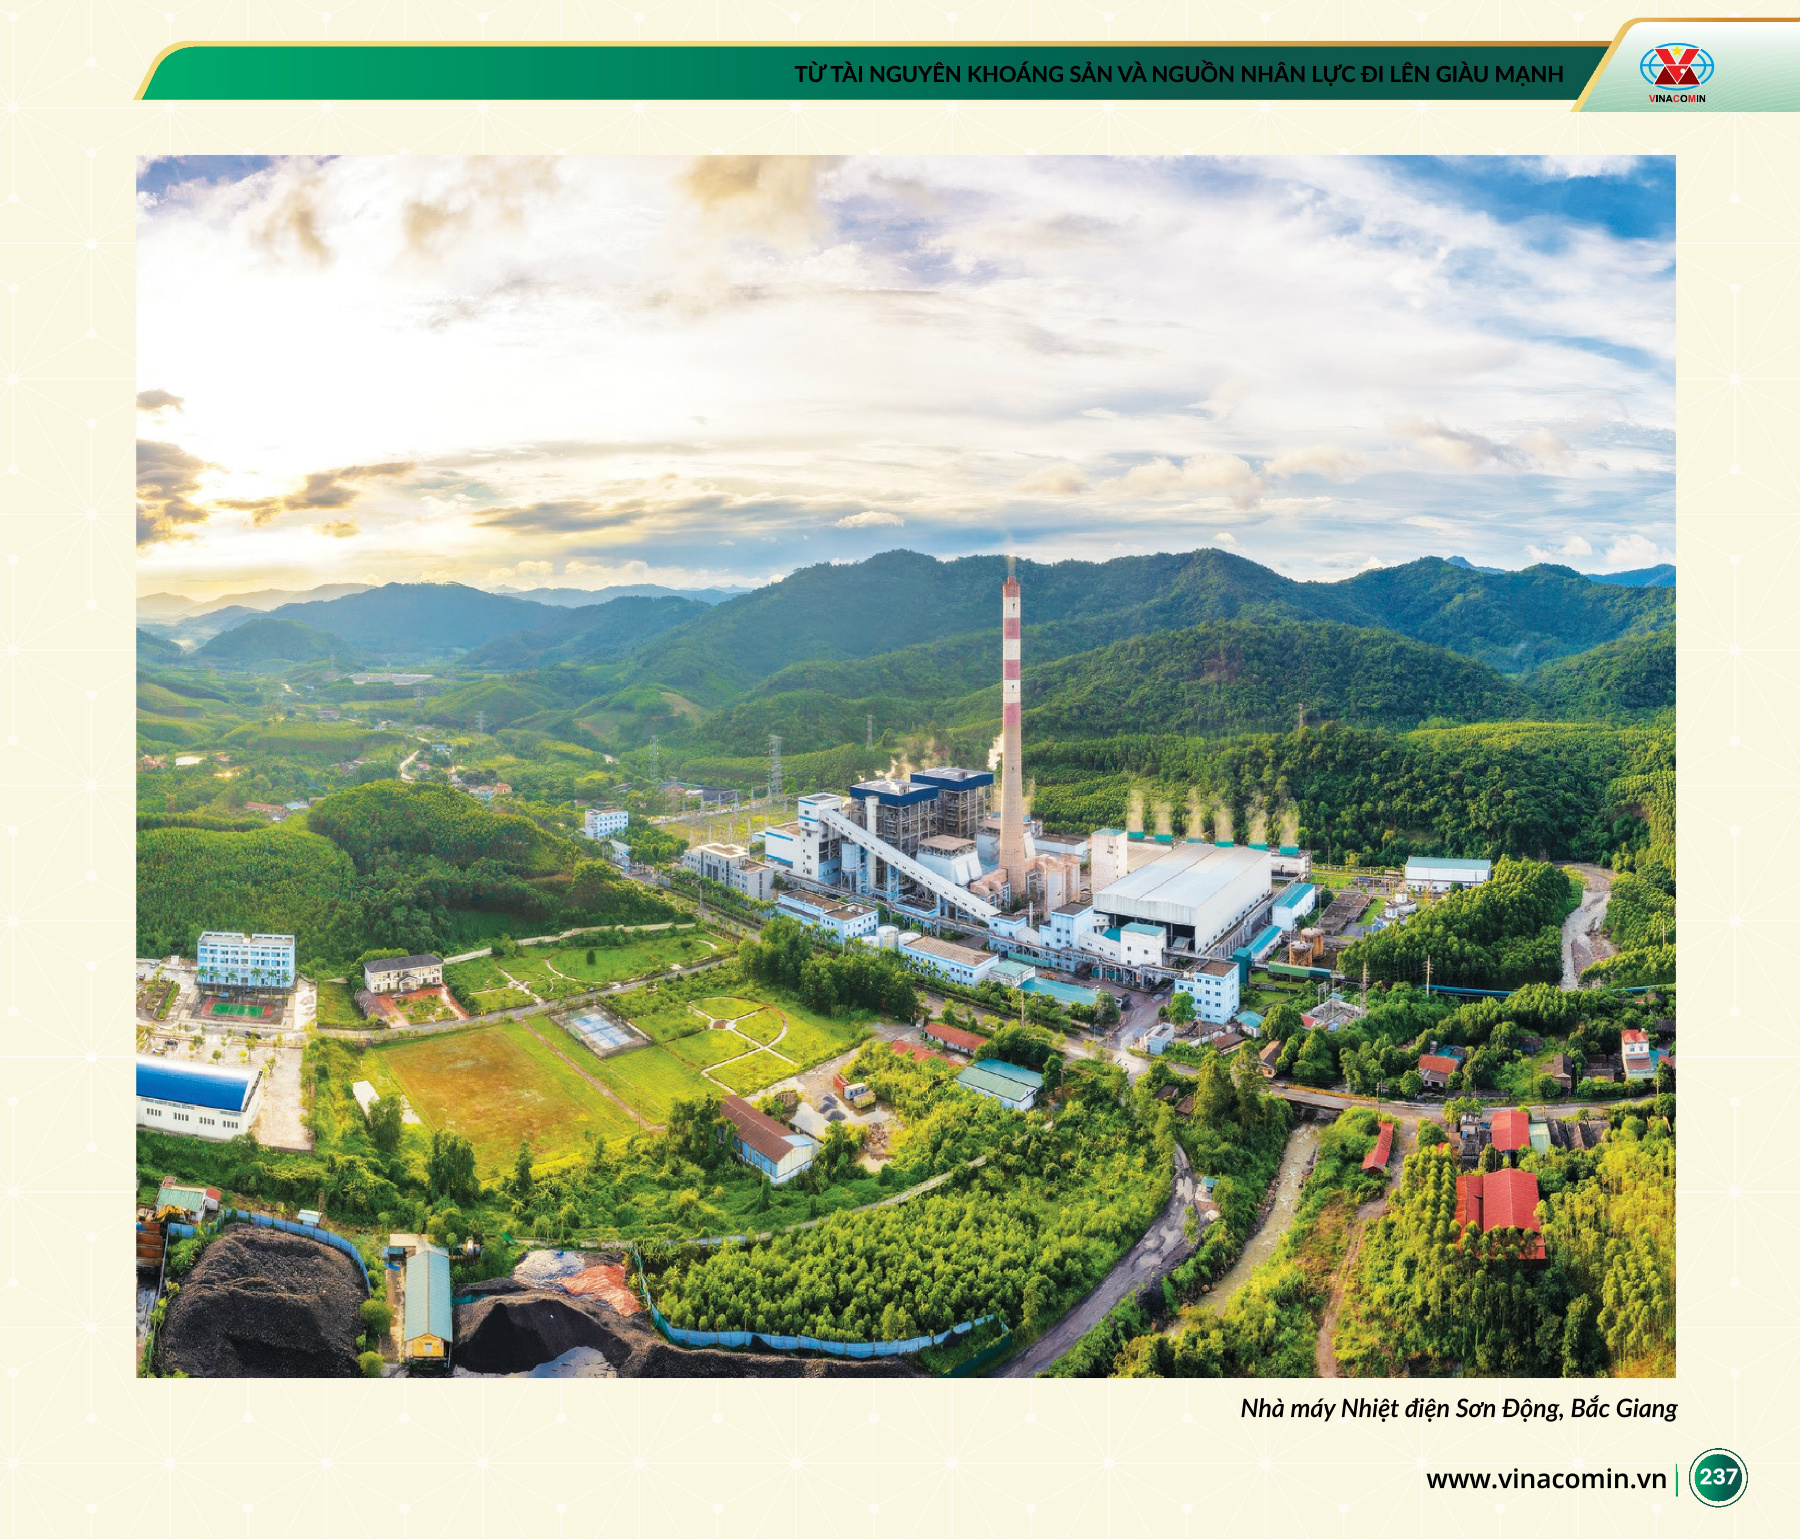 TỪ TÀI NGUYÊN KHOÁNG SẢN VÀ NGUỒN NHÂN LỰC ĐI LÊN GIÀU MẠNH
VINACOMIN
Nhà máy Nhiệt điện Sơn Động, Bắc Giang
www.vinacomin.vn
237